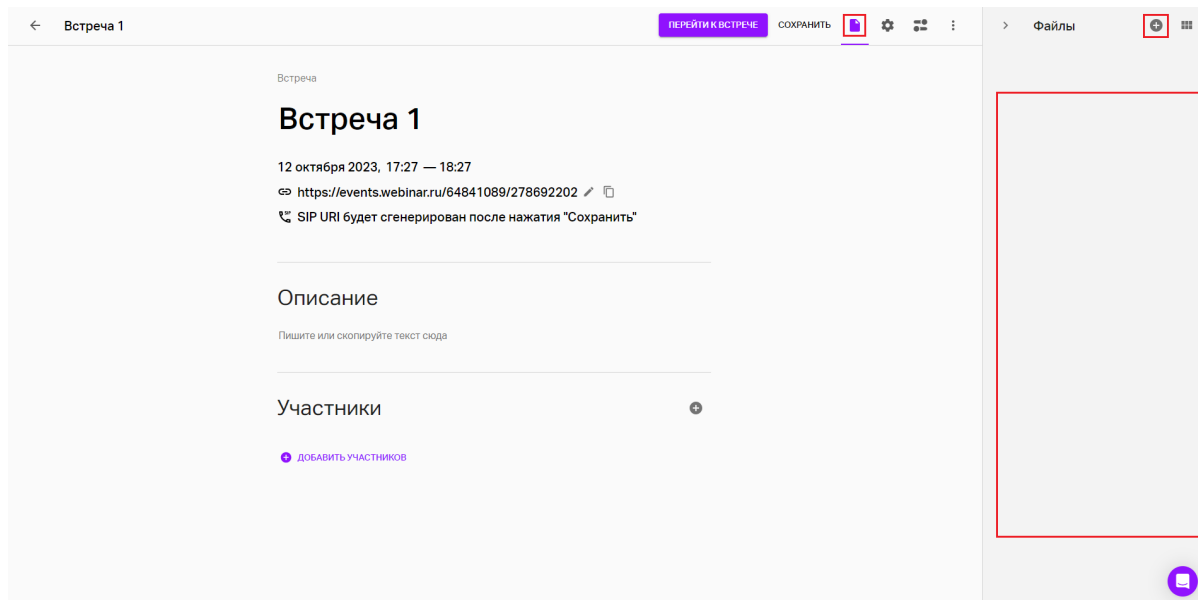 Встреча 1
ПЕРЕЙТИ К ВСТРЕЧЕ
СОХРАНИТЬ
Файлы
Встреча
Встреча 1
12 октября 2023, 17:27 — 18:27
https://events.webinar.ru/64841089/278692202
SIP URI будет сгенерирован после нажатия "Сохранить"
Описание
Пишите или скопируйте текст сюда
Участники
ДОБАВИТЬ УЧАСТНИКОВ